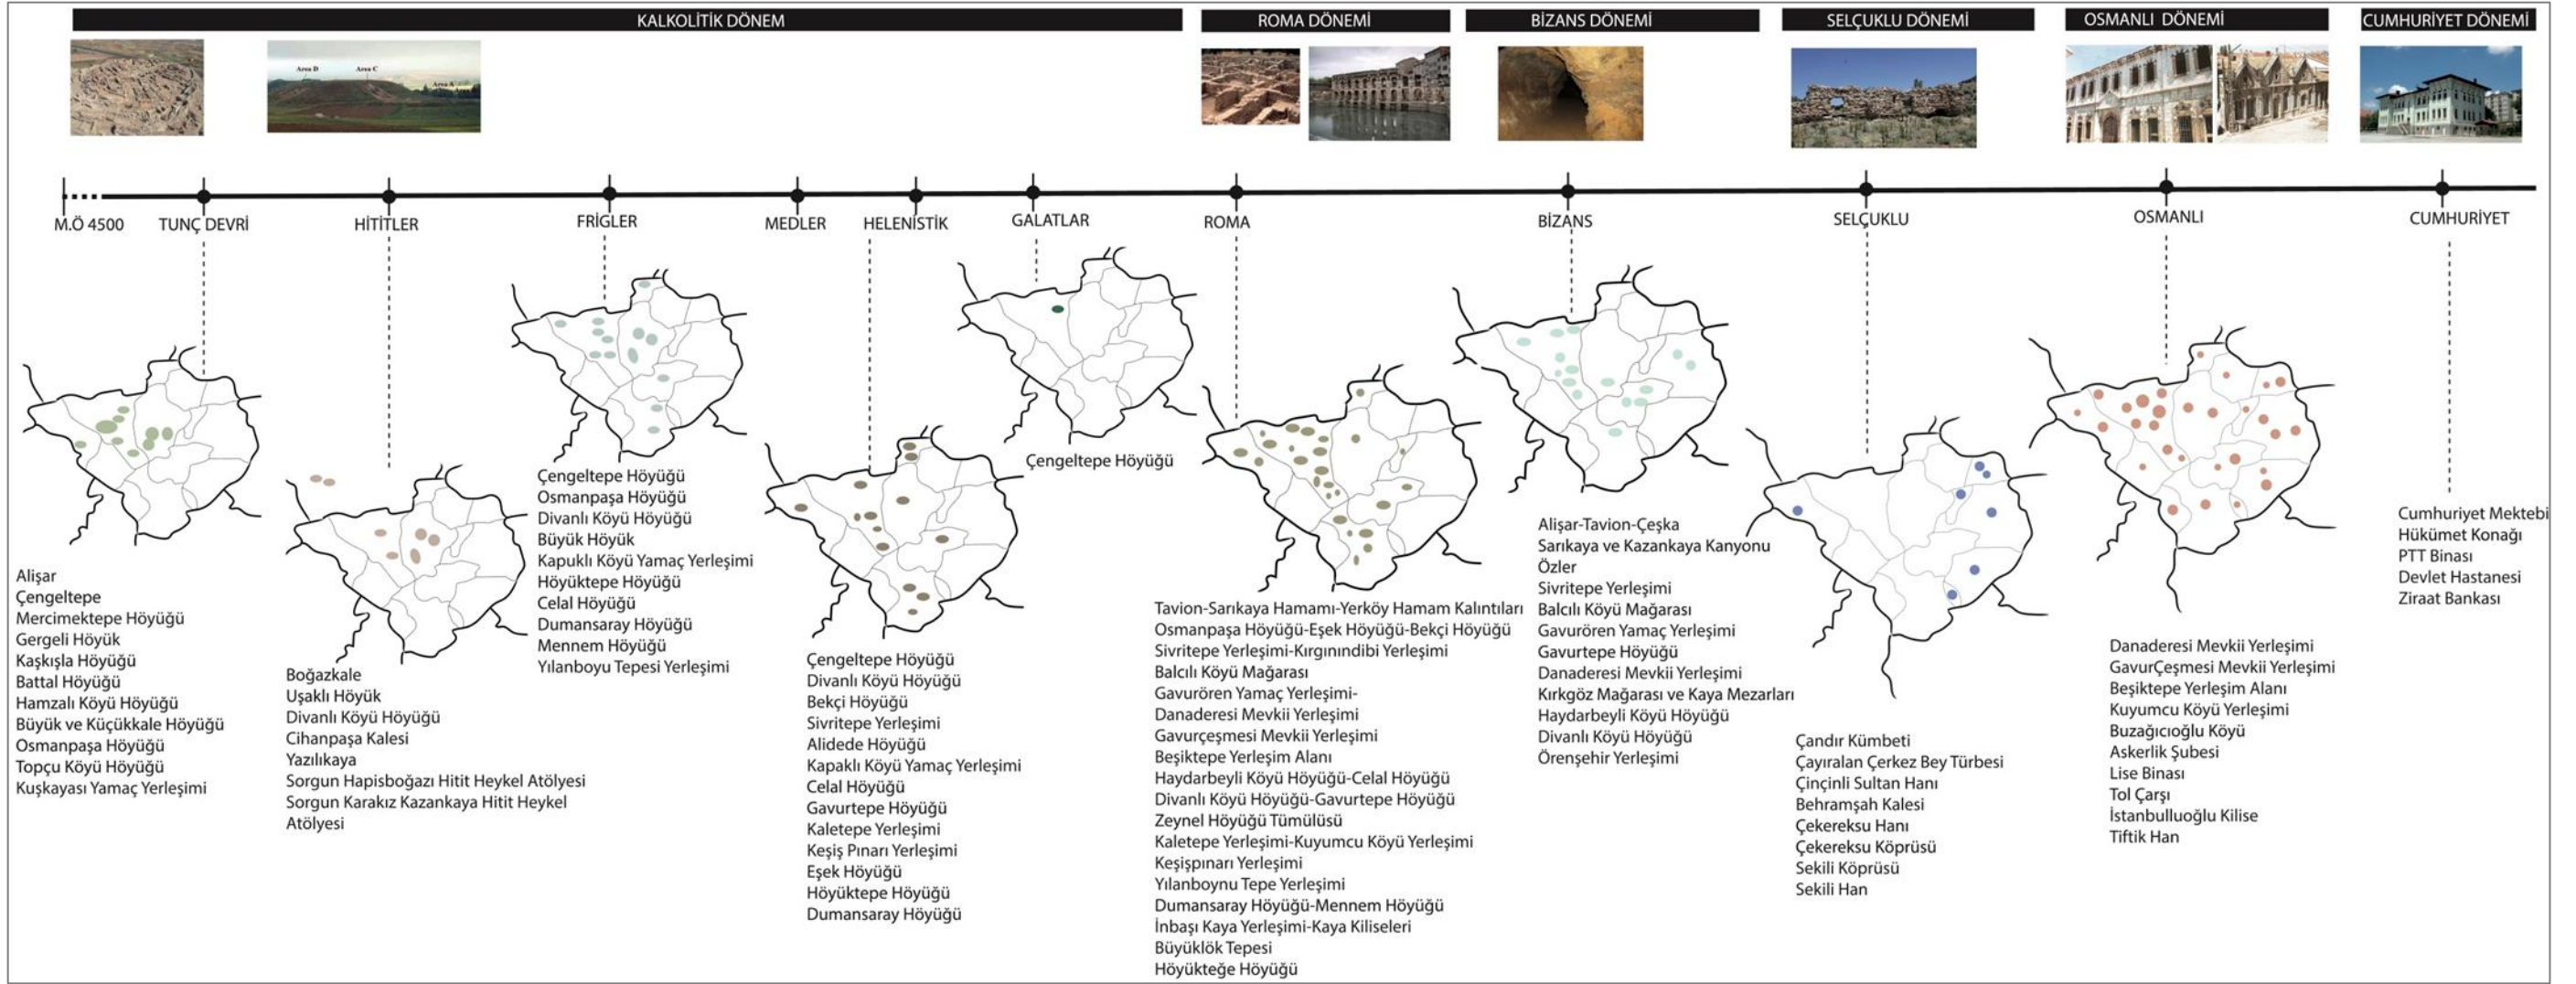 KALKOLİTİK DÖNEM
ROMA DÖNEMİ
BİZANS DÖNEMİ
SELÇUKLU DÖNEMİ
OSMANLI DÖNEMİ
CUMHURİYET DÖNEMİ
Area D
Area C
Area A
M.Ö 4500
TUNÇ DEVRİ
HİTİTLER
FRİGLER
MEDLER
HELENİSTİK
GALATLAR
ROMA
BİZANS
SELÇUKLU
OSMANLI
CUMHURİYET
Alişar
Çengeltepe
Mercimektepe Höyüğü
Gergeli Höyük
Kaşkışla Höyüğü
Battal Höyüğü
Hamzalı Köyü Höyüğü
Büyük ve Küçükkale Höyüğü
Osmanpaşa Höyüğü
Topçu Köyü Höyüğü
Kuşkayası Yamaç Yerleşimi
Boğazkale
Uşaklı Höyük
Divanlı Köyü Höyüğü
Cihanpaşa Kalesi
Yazılıkaya
Sorgun Hapisboğazı Hitit Heykel Atölyesi
Sorgun Karakız Kazankaya Hitit Heykel
Atölyesi
Çengeltepe Höyüğü
Osmanpaşa Höyüğü
Divanlı Köyü Höyüğü
Büyük Höyük
Kapuklı Köyü Yamaç Yerleşimi
Höyüktepe Höyüğü
Celal Höyüğü
Dumansaray Höyüğü
Mennem Höyüğü
Yılanboyu Tepesi Yerleşimi
Çengeltepe Höyüğü
Divanlı Köyü Höyüğü
Bekçi Höyüğü
Sivritepe Yerleşimi
Alidede Höyüğü
Kapaklı Köyü Yamaç Yerleşimi
Celal Höyüğü
Gavurtepe Höyüğü
Kaletepe Yerleşimi
Keşiş Pınarı Yerleşimi
Eşek Höyüğü
Höyüktepe Höyüğü
Dumansaray Höyüğü
Çengeltepe Höyüğü
Tavion-Sarıkaya Hamamı-Yerköy Hamam Kalıntıları
Osmanpaşa Höyüğü-Eşek Höyüğü-Bekçi Höyüğü
Sivritepe Yerleşimi-Kırgınındibi Yerleşimi
Balcılı Köyü Mağarası
Gavurören Yamaç Yerleşimi-
Danaderesi Mevkii Yerleşimi
Gavurçeşmesi Mevkii Yerleşimi
Beşiktepe Yerleşim Alanı
Haydarbeyli Köyü Höyüğü-Celal Höyüğü
Divanlı Köyü Höyüğü-Gavurtepe Höyüğü
Zeynel Höyüğü Tümülüsü
Kaletepe Yerleşimi-Kuyumcu Köyü Yerleşimi
Keşişpınarı Yerleşimi
Yılanboynu Tepe Yerleşimi
Dumansaray Höyüğü-Mennem Höyüğü
İnbaşı Kaya Yerleşimi-Kaya Kiliseleri
Büyüklök Tepesi
Höyükteğe Höyüğü
Alişar-Tavion-Çeşka
Sarıkaya ve Kazankaya Kanyonu
Özler
Sivritepe Yerleşimi
Balcılı Köyü Mağarası
Gavurören Yamaç Yerleşimi
Gavurtepe Höyüğü
Danaderesi Mevkii Yerleşimi
Kırkgöz Mağarası ve Kaya Mezarları
Haydarbeyli Köyü Höyüğü
Divanlı Köyü Höyüğü
Örenşehir Yerleşimi
Çandır Kümbeti
Çayıralan Çerkez Bey Türbesi
Çinçinli Sultan Hanı
Behramşah Kalesi
Çekereksu Hanı
Çekereksu Köprüsü
Sekili Köprüsü
Sekili Han
Danaderesi Mevkii Yerleşimi
GavurÇeşmesi Mevkii Yerleşimi
Beşiktepe Yerleşim Alanı
Kuyumcu Köyü Yerleşimi
Buzağıcıoğlu Köyü
Askerlik Şubesi
Lise Binası
Tol Çarşı
İstanbulluoğlu Kilise
Tiftik Han
Cumhuriyet Mektebi
Hükümet Konağı
PTT Binası
Devlet Hastanesi
Ziraat Bankası